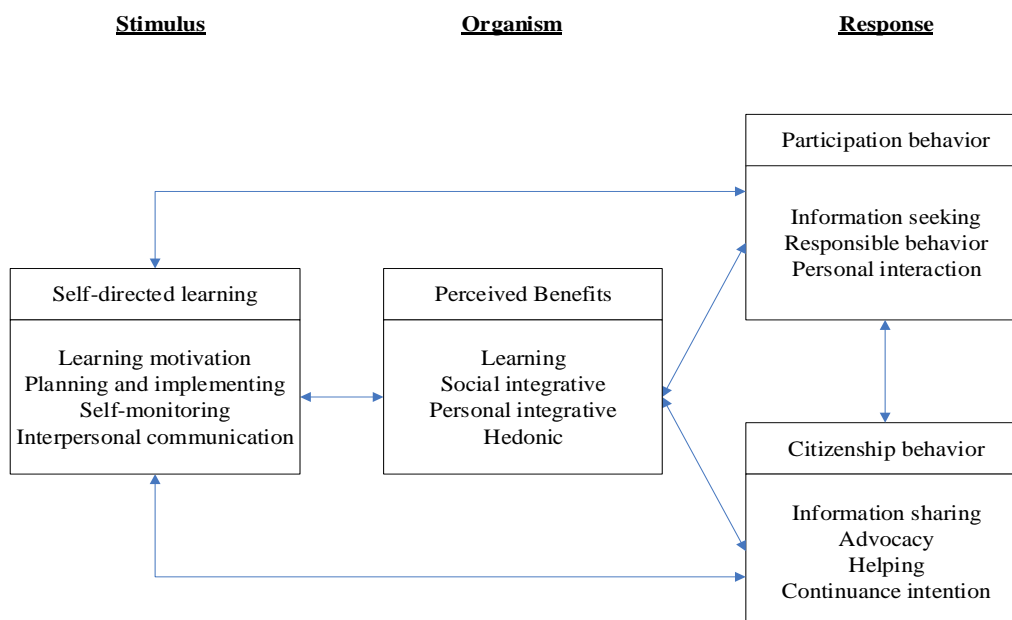 Stimulus
Organism
Response
Participation behavior
Information seeking
Responsible behavior
Personal interaction
Self-directed learning
Learning motivation
Planning and implementing
Self-monitoring
Interpersonal communication
Perceived Benefits
Learning
Social integrative
Personal integrative
Hedonic
Citizenship behavior
Information sharing
Advocacy
Helping
Continuance intention